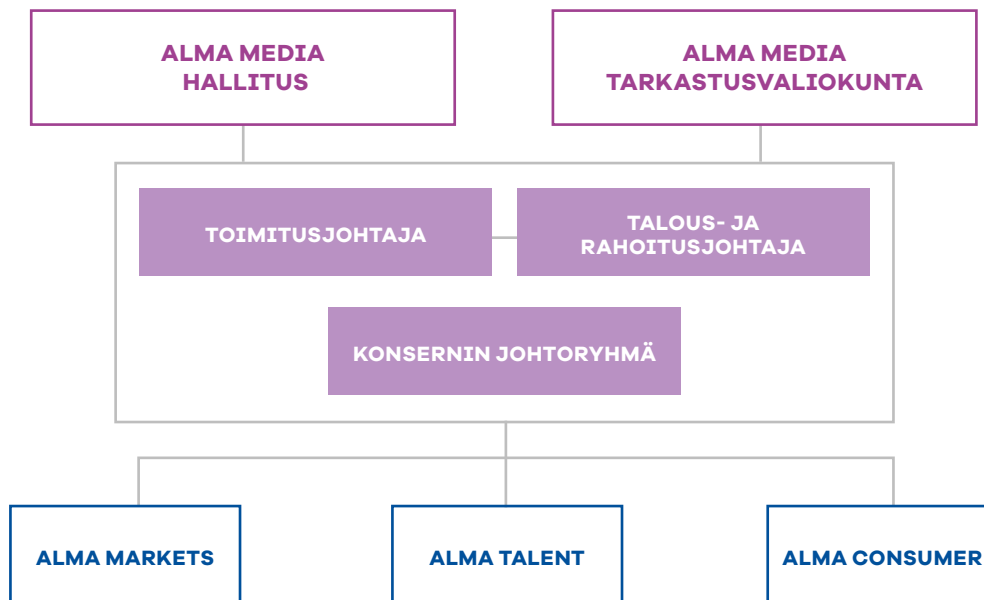 ALMA MEDIA
HALLITUS
ALMA MEDIA
TARKASTUSVALIOKUNTA
TOIMITUSJOHTAJA
TALOUS- JA
RAHOITUSJOHTAJA
KONSERNIN JOHTORYHMÄ
ALMA MARKETS
ALMA TALENT
ALMA CONSUMER